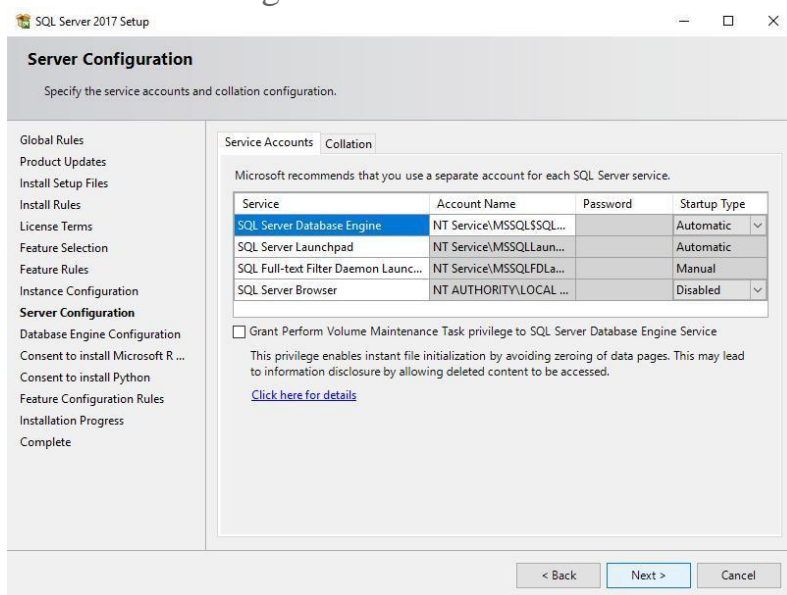 SQL Server 2017 Setup
Server Configuration
Specify the service accounts and collation configuration.
Global Rules
Product Updates
Install Setup Files
Install Rules
License Terms
Feature Selection
Feature Rules
Instance Configuration
Server Configuration
Database Engine Configuration
Consent to install Microsoft R ...
Consent to install Python
Feature Configuration Rules
Installation Progress
Complete
Service Accounts Collation
Microsoft recommends that you use a separate account for each SQL Server service.
Service Account Name Password Startup Type
SQL Server Database Engine NT Service\MSSQL$SQL... Automatic
SQL Server Launchpad NT Service\MSSQLLaun... Automatic
SQL Full-text Filter Daemon Launc... NT Service\MSSQLFDLa... Manual
SQL Server Browser NT AUTHORITY\LOCAL ... Disabled
Grant Perform Volume Maintenance Task privilege to SQL Server Database Engine Service
This privilege enables instant file initialization by avoiding zeroing of data pages. This may lead
to information disclosure by allowing deleted content to be accessed.
Click here for details
< Back Next > Cancel